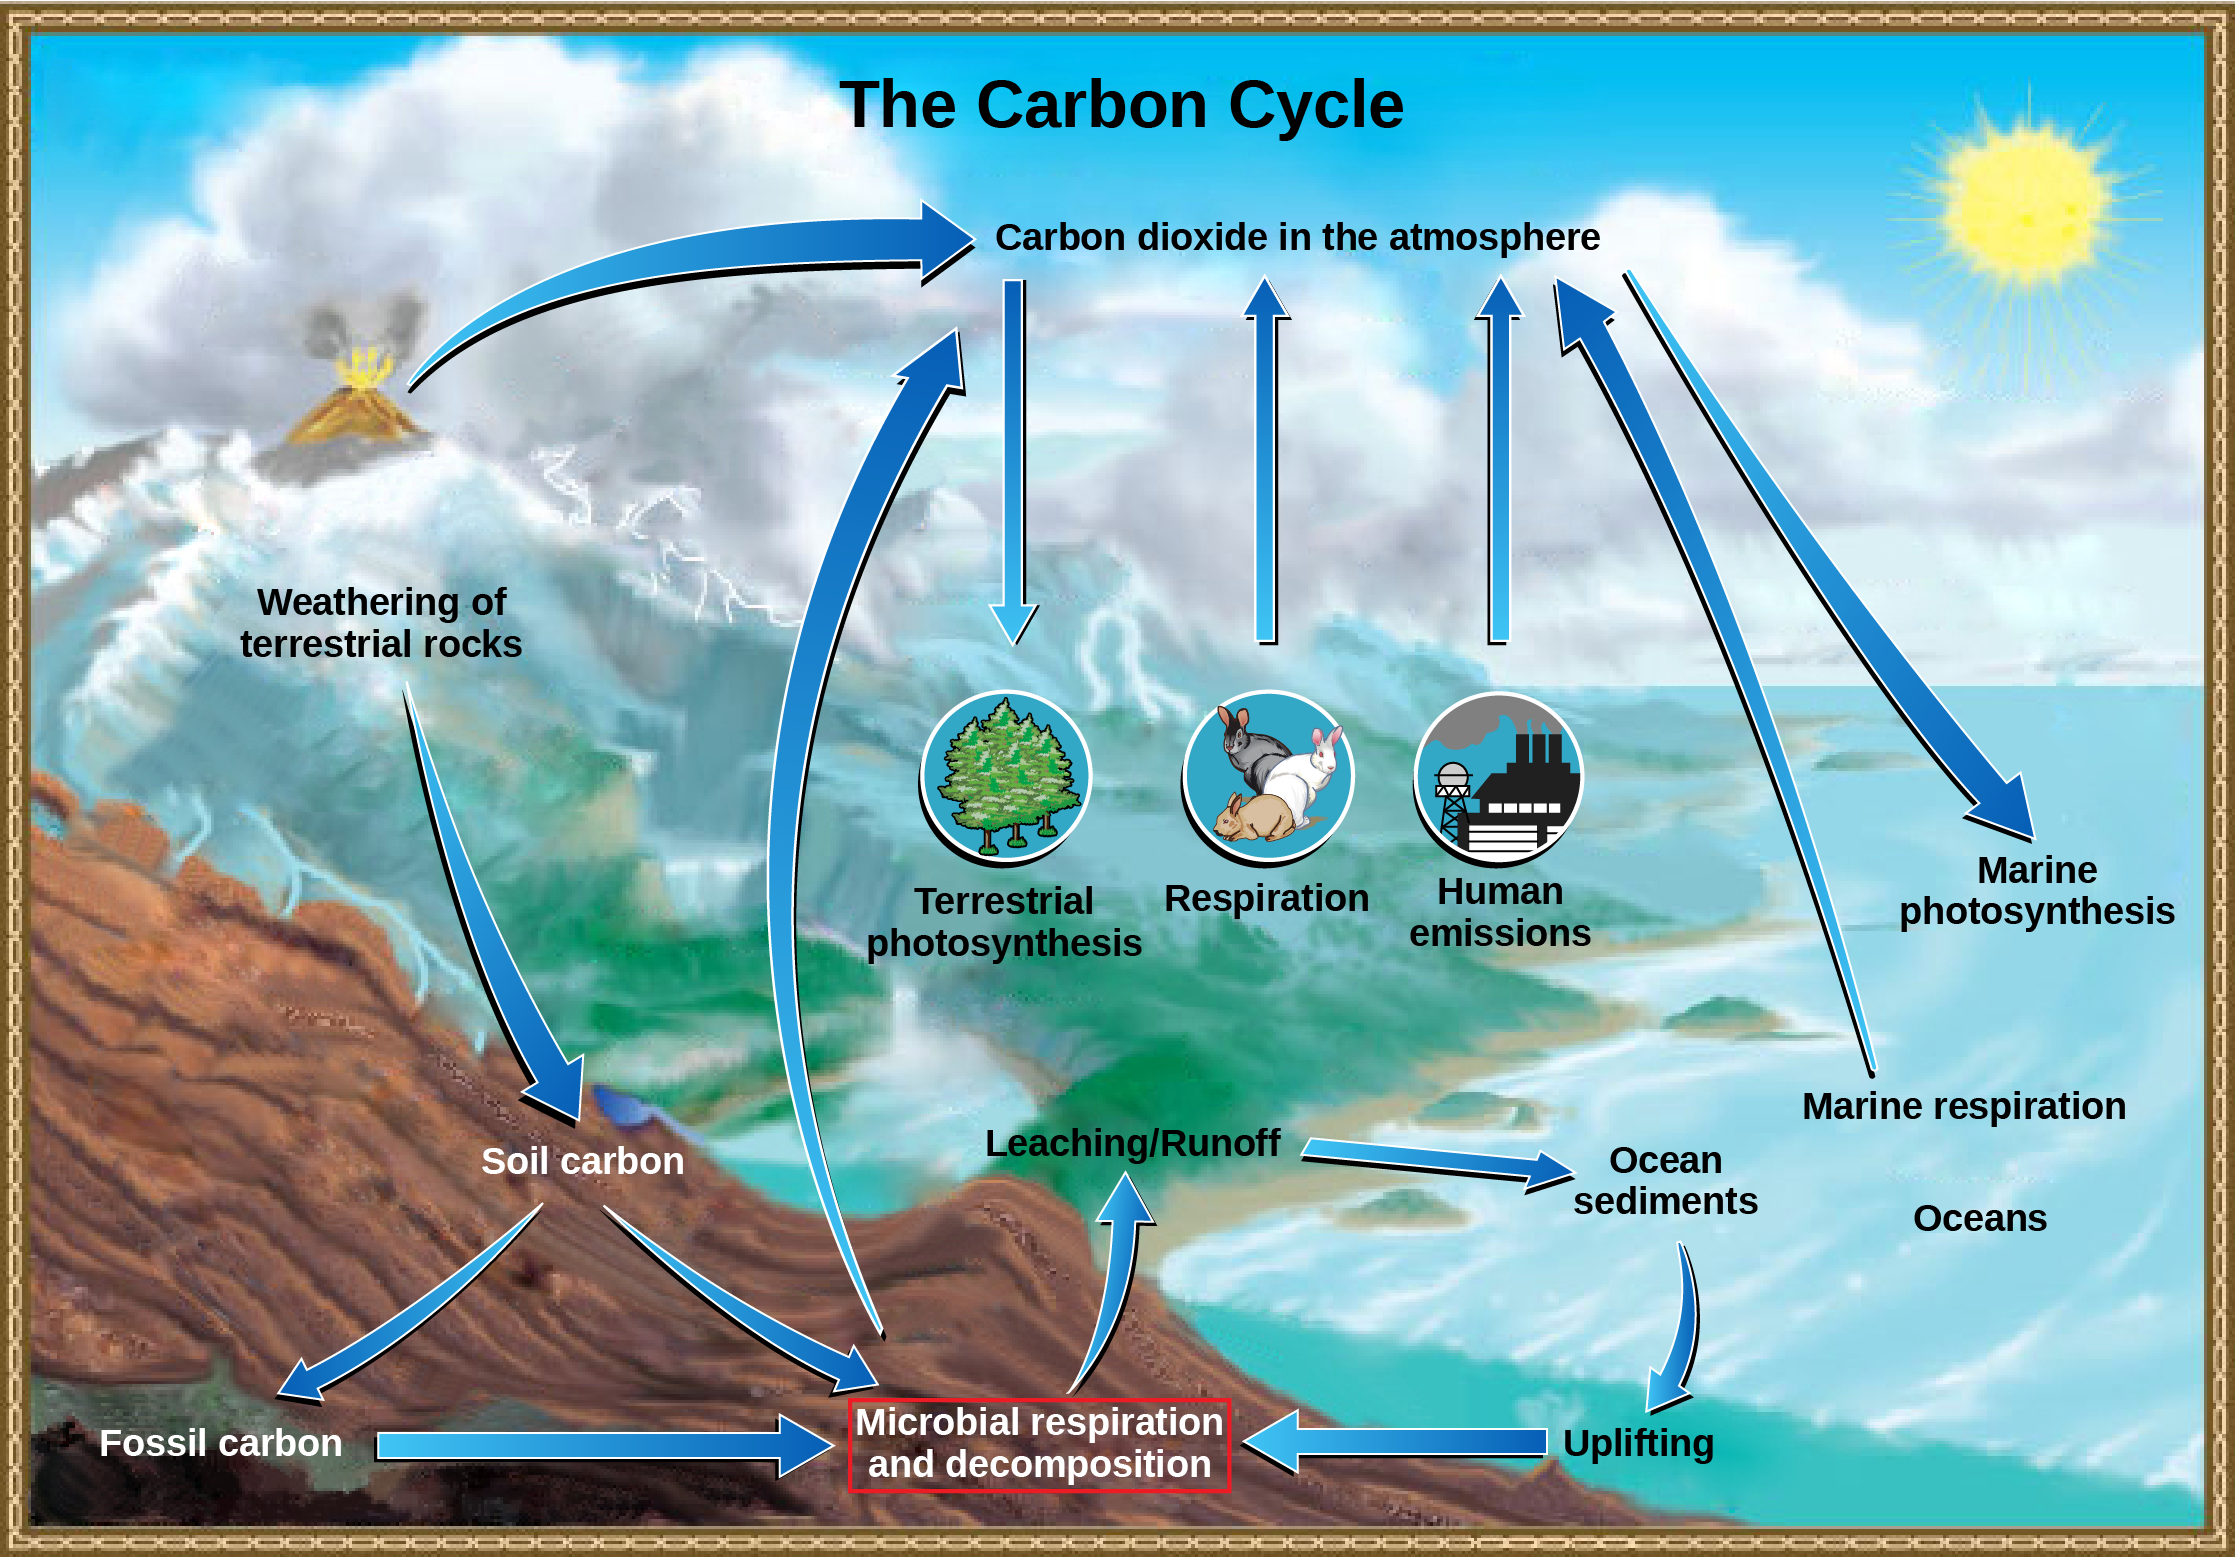 The Carbon Cycle
Carbon dioxide in the atmosphere
Weathering of
terrestrial rocks
Terrestrial
photosynthesis
Respiration
Human
emissions
Marine
photosynthesis
Marine respiration
Soil carbon
Leaching/Runoff
Ocean
sediments
Oceans
Fossil carbon
Microbial respiration
and decomposition
Uplifting